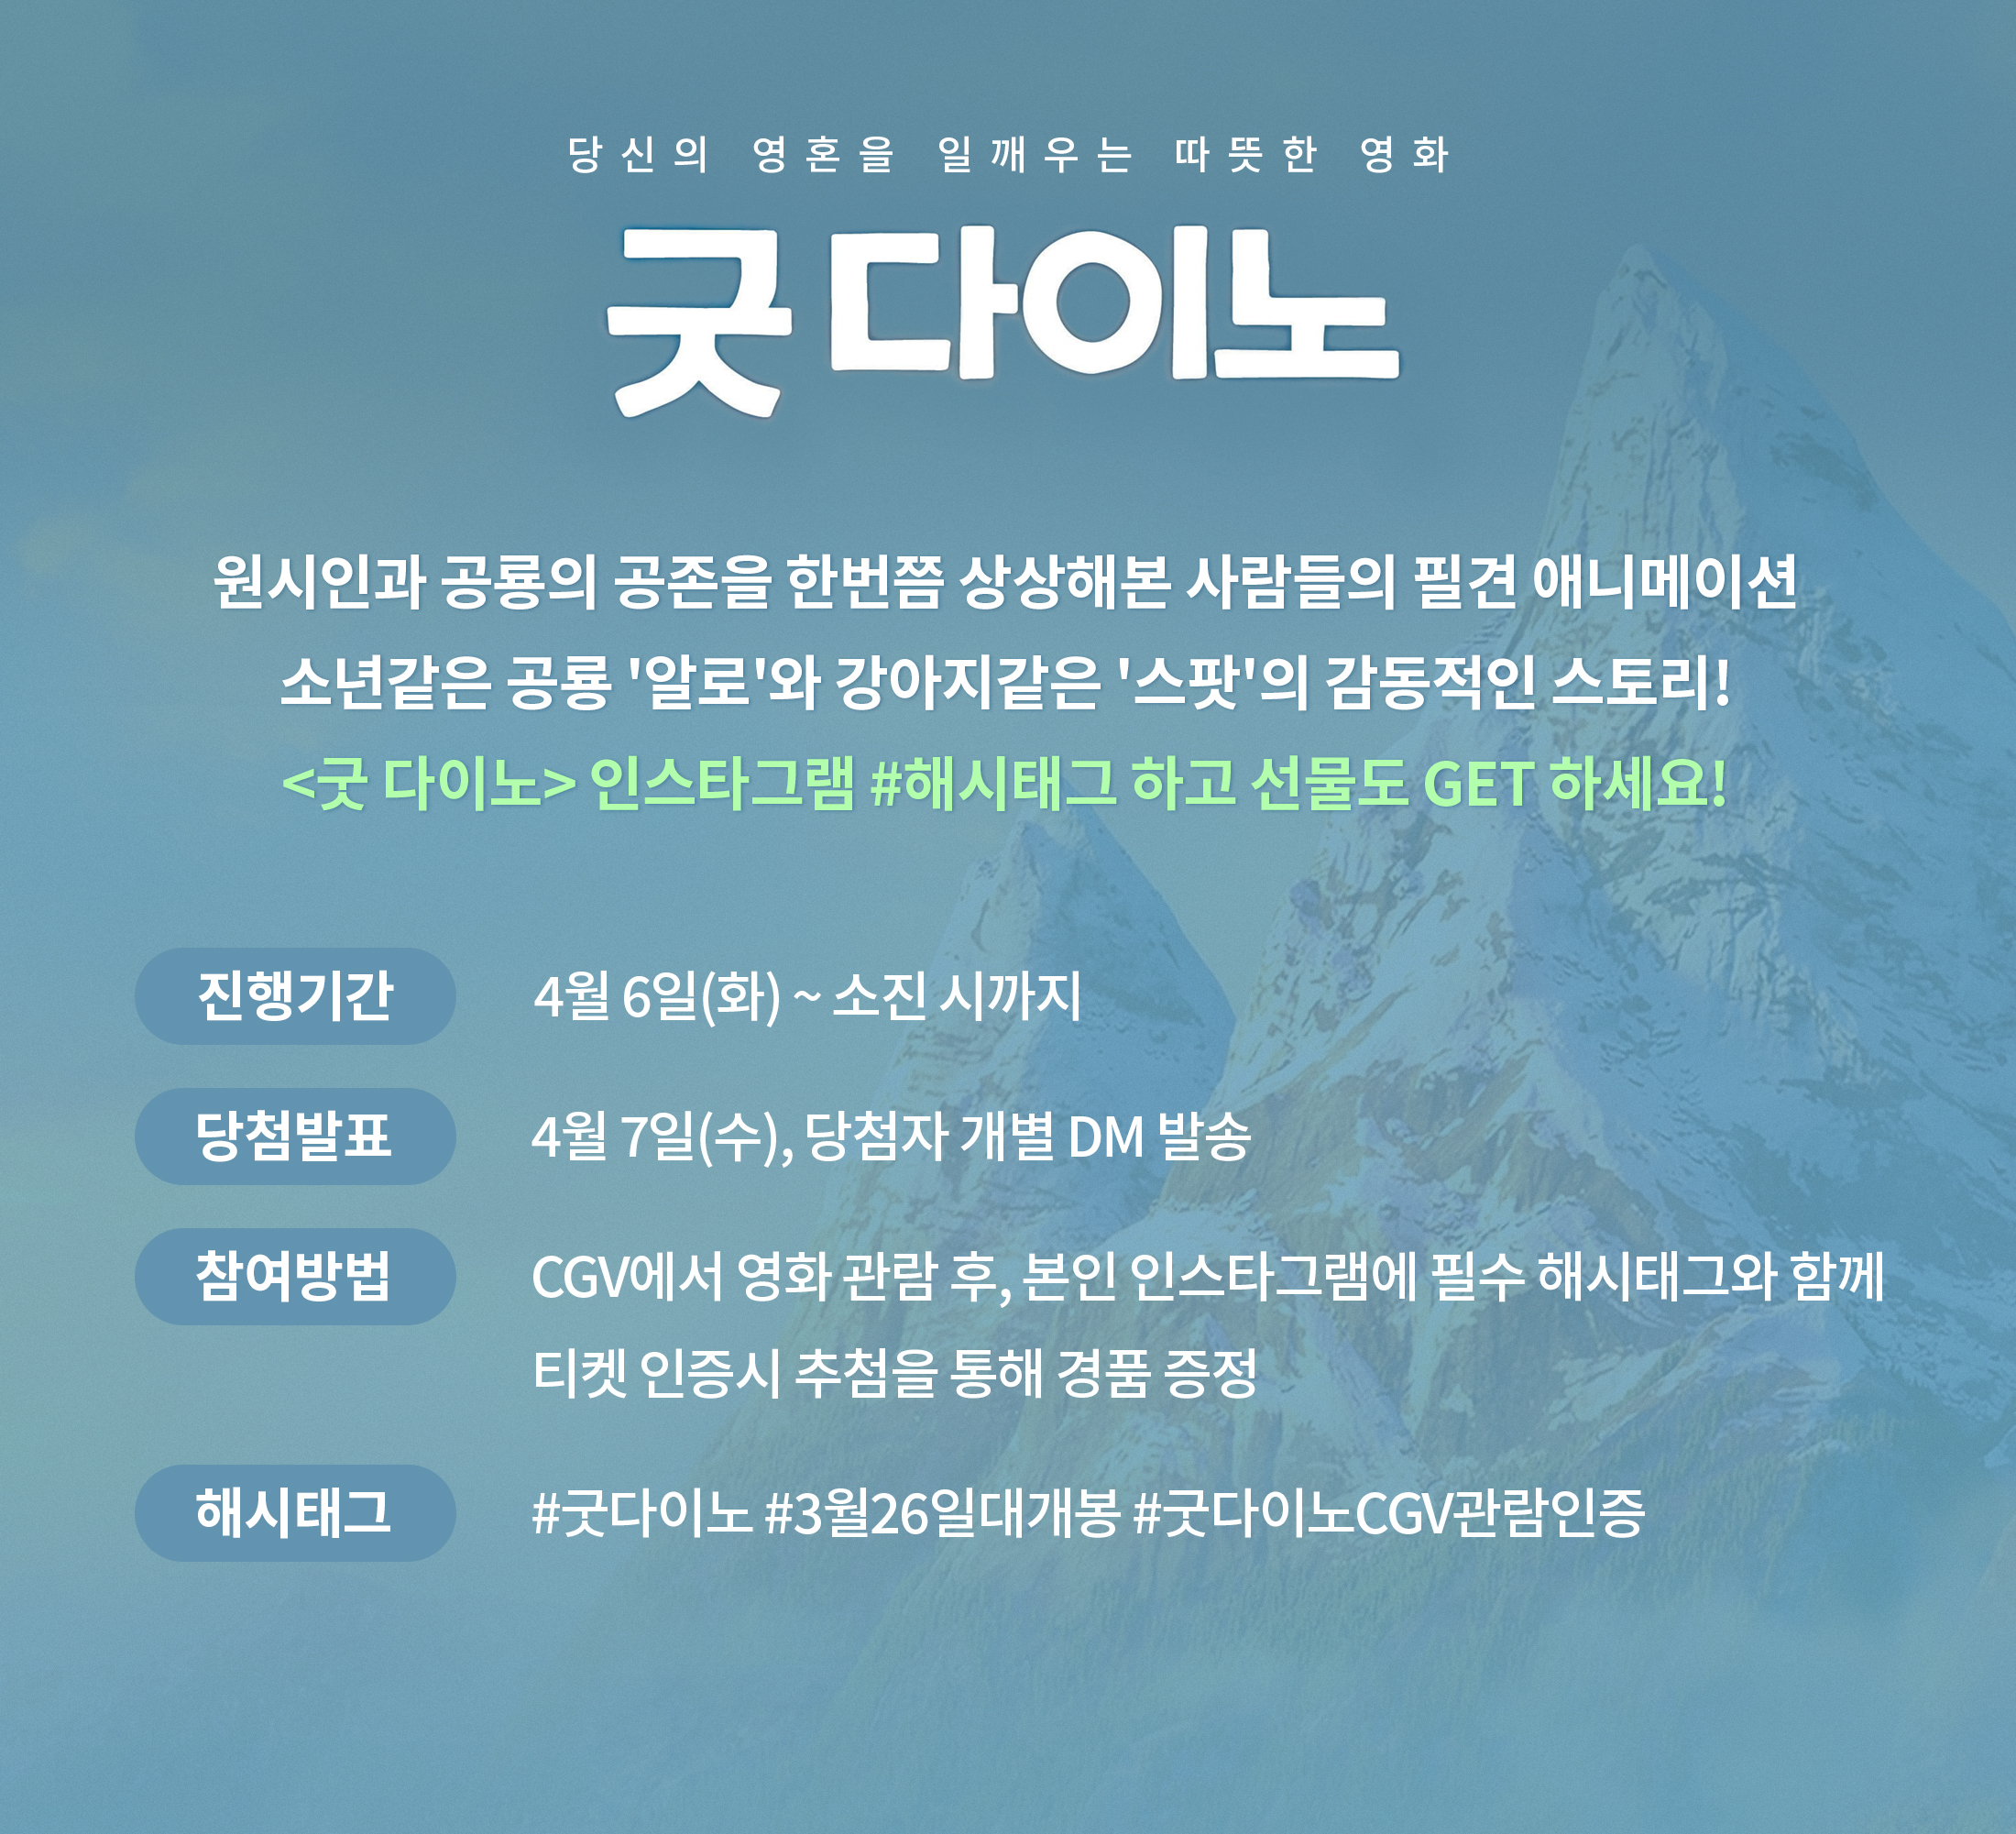 당신의 영혼을 일깨우는 따뜻한 영화
굿 다이노
원시인과 공룡의 공존을 한번쯤 상상해본 사람들의 필견 애니메이션
소년같은 공룡 '알로'와 강아지같은 '스팟'의 감동적인 스토리!
<굿 다이노> 인스타그램 #해시태그 하고 선물도 GET 하세요!
진행기간 4월 6일(화) ~ 소진 시까지
당첨발표 4월 7일(수), 당첨자 개별 DM 발송
참여방법 CGV에서 영화 관람 후, 본인 인스타그램에 필수 해시태그와 함께
티켓 인증시 추첨을 통해 경품 증정
해시태그 #굿다이노 #3월26일대개봉 #굿다이노CGV관람인증